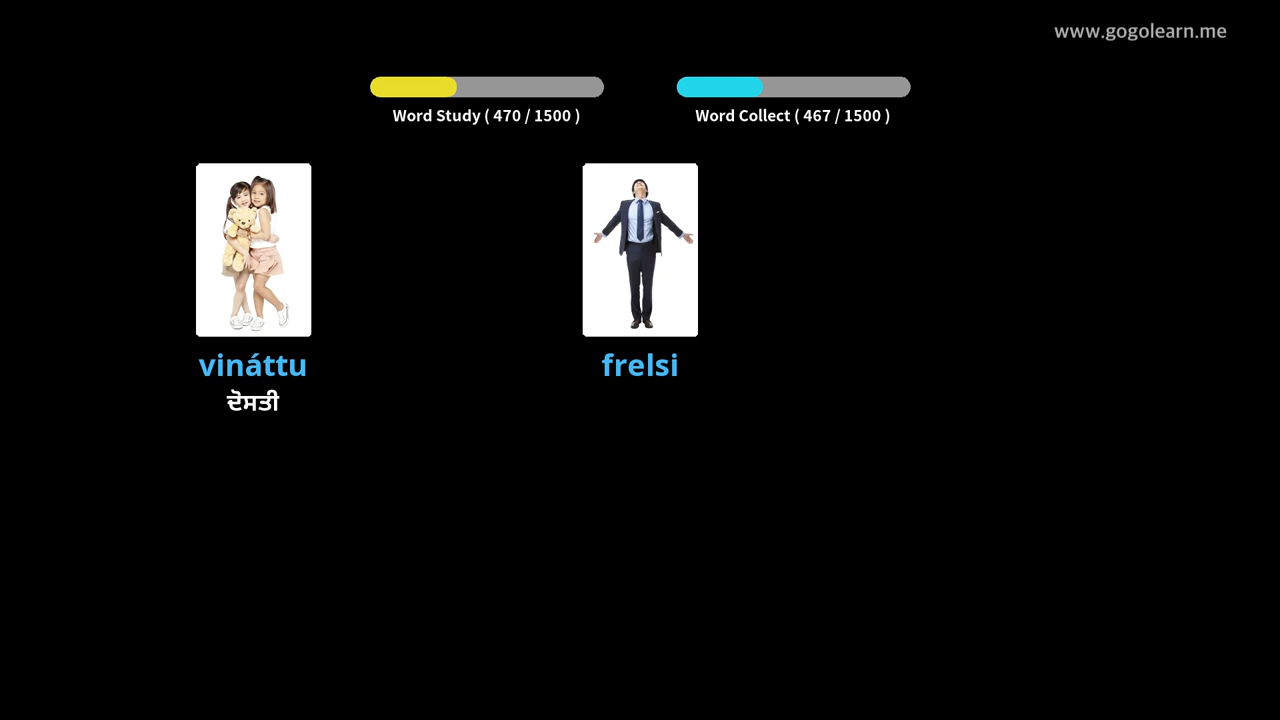 www.gogolearn.me
Word Study ( 470 / 1500 )
Word Collect ( 467 / 1500 )
vináttu
ਦੋਸਤੀ
frelsi